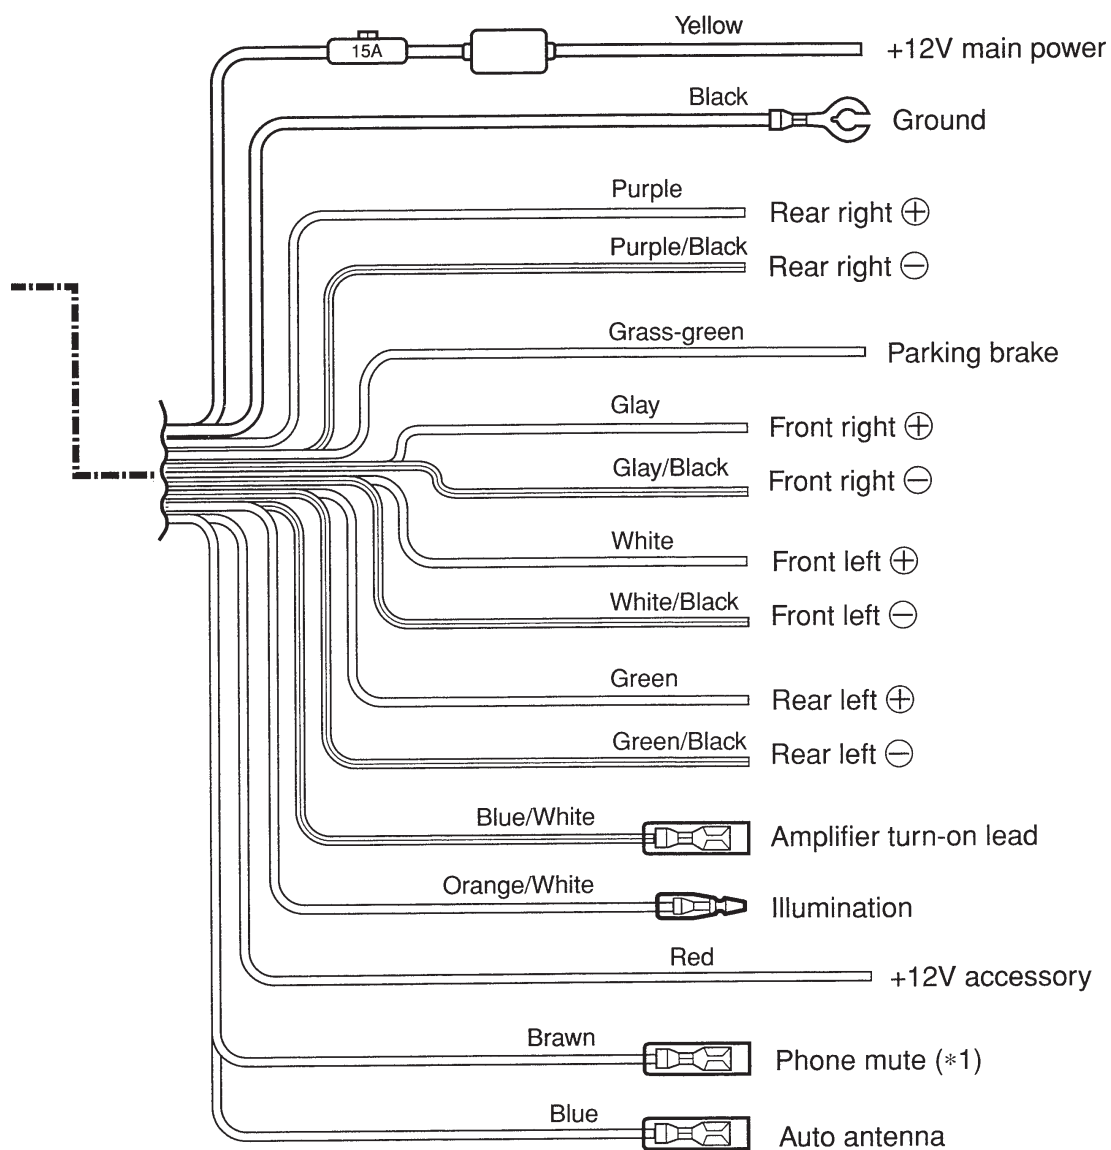 Yellow
15A
+12V main power
Black
Ground
Purple
Rear right ⊕
Purple/Black
Rear right ⊖
Grass-green
Parking brake
Glay
Front right ⊕
Glay/Black
Front right ⊖
White
Front left ⊕
White/Black
Front left ⊖
Green
Rear left ⊕
Green/Black
Rear left ⊖
Blue/White
Amplifier turn-on lead
Orange/White
Illumination
Red
+12V accessory
Brawn
Phone mute (*1)
Blue
Auto antenna